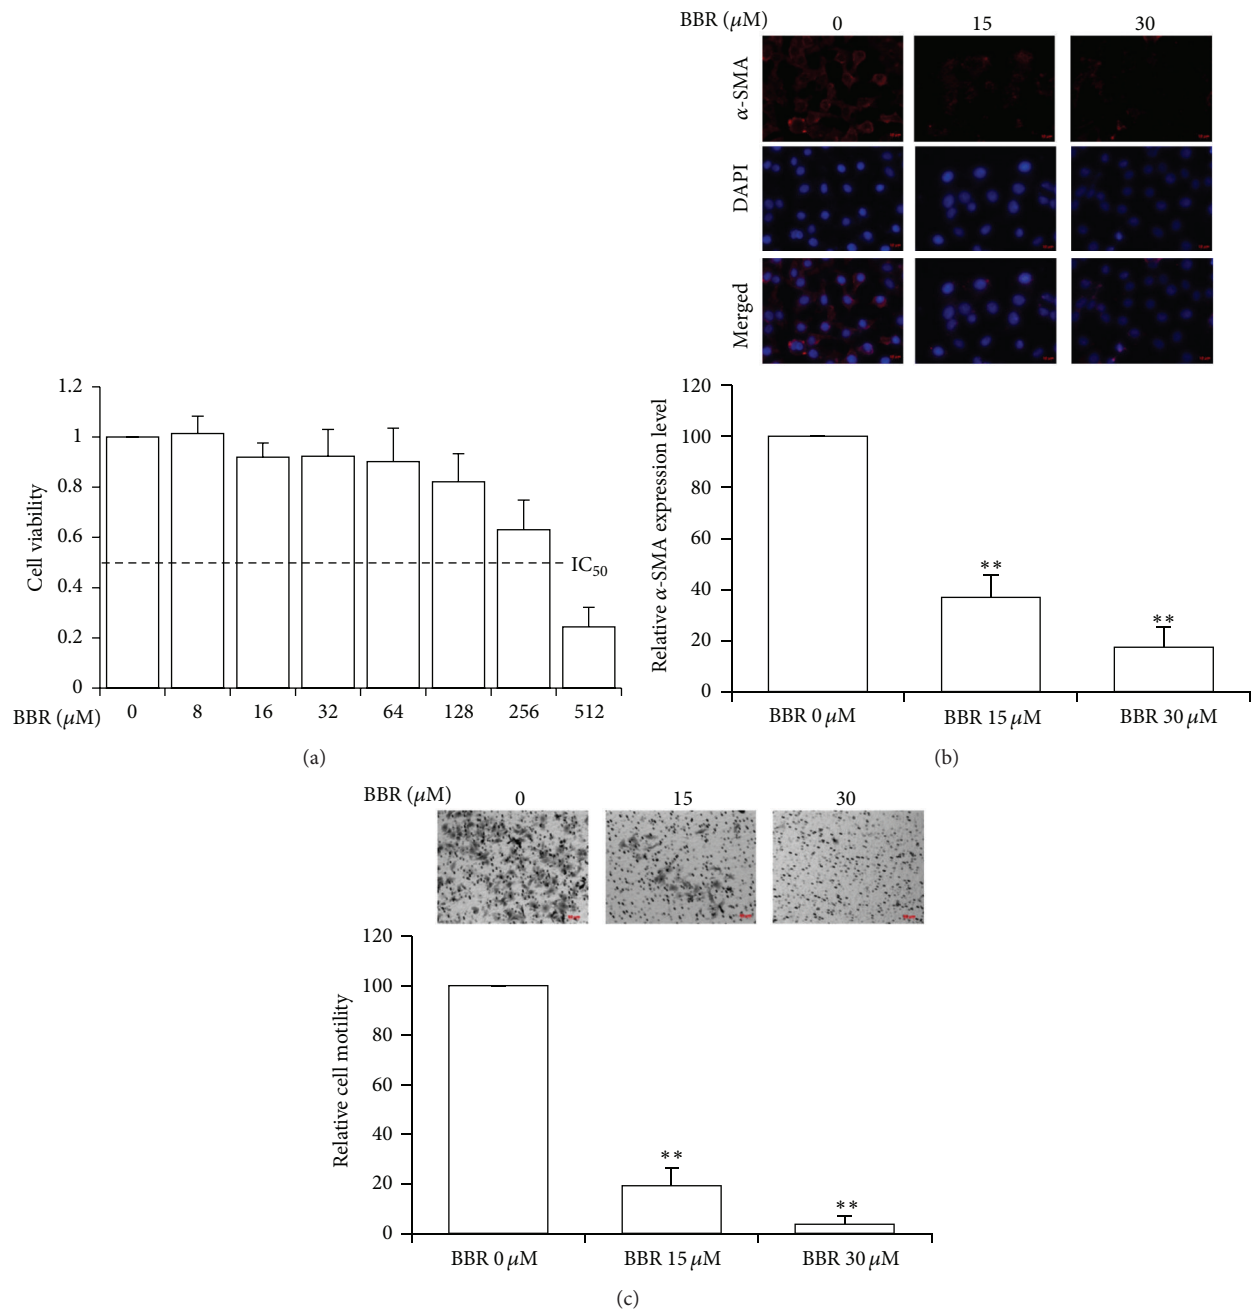 BBR (μM) 0 15 30
α-SMA
DAPI
Merged
1.2
1
0.8
0.6
0.4
0.2
0
Cell viability
IC50
BBR (μM) 0 8 16 32 64 128 256 512
(a)
120
100
80
60
40
20
0
Relative α-SMA expression level
**
**
BBR 0 μM BBR 15 μM BBR 30 μM
(b)
BBR (μM) 0 15 30
120
100
80
60
40
20
0
Relative cell motility
**
**
BBR 0 μM BBR 15 μM BBR 30 μM
(c)